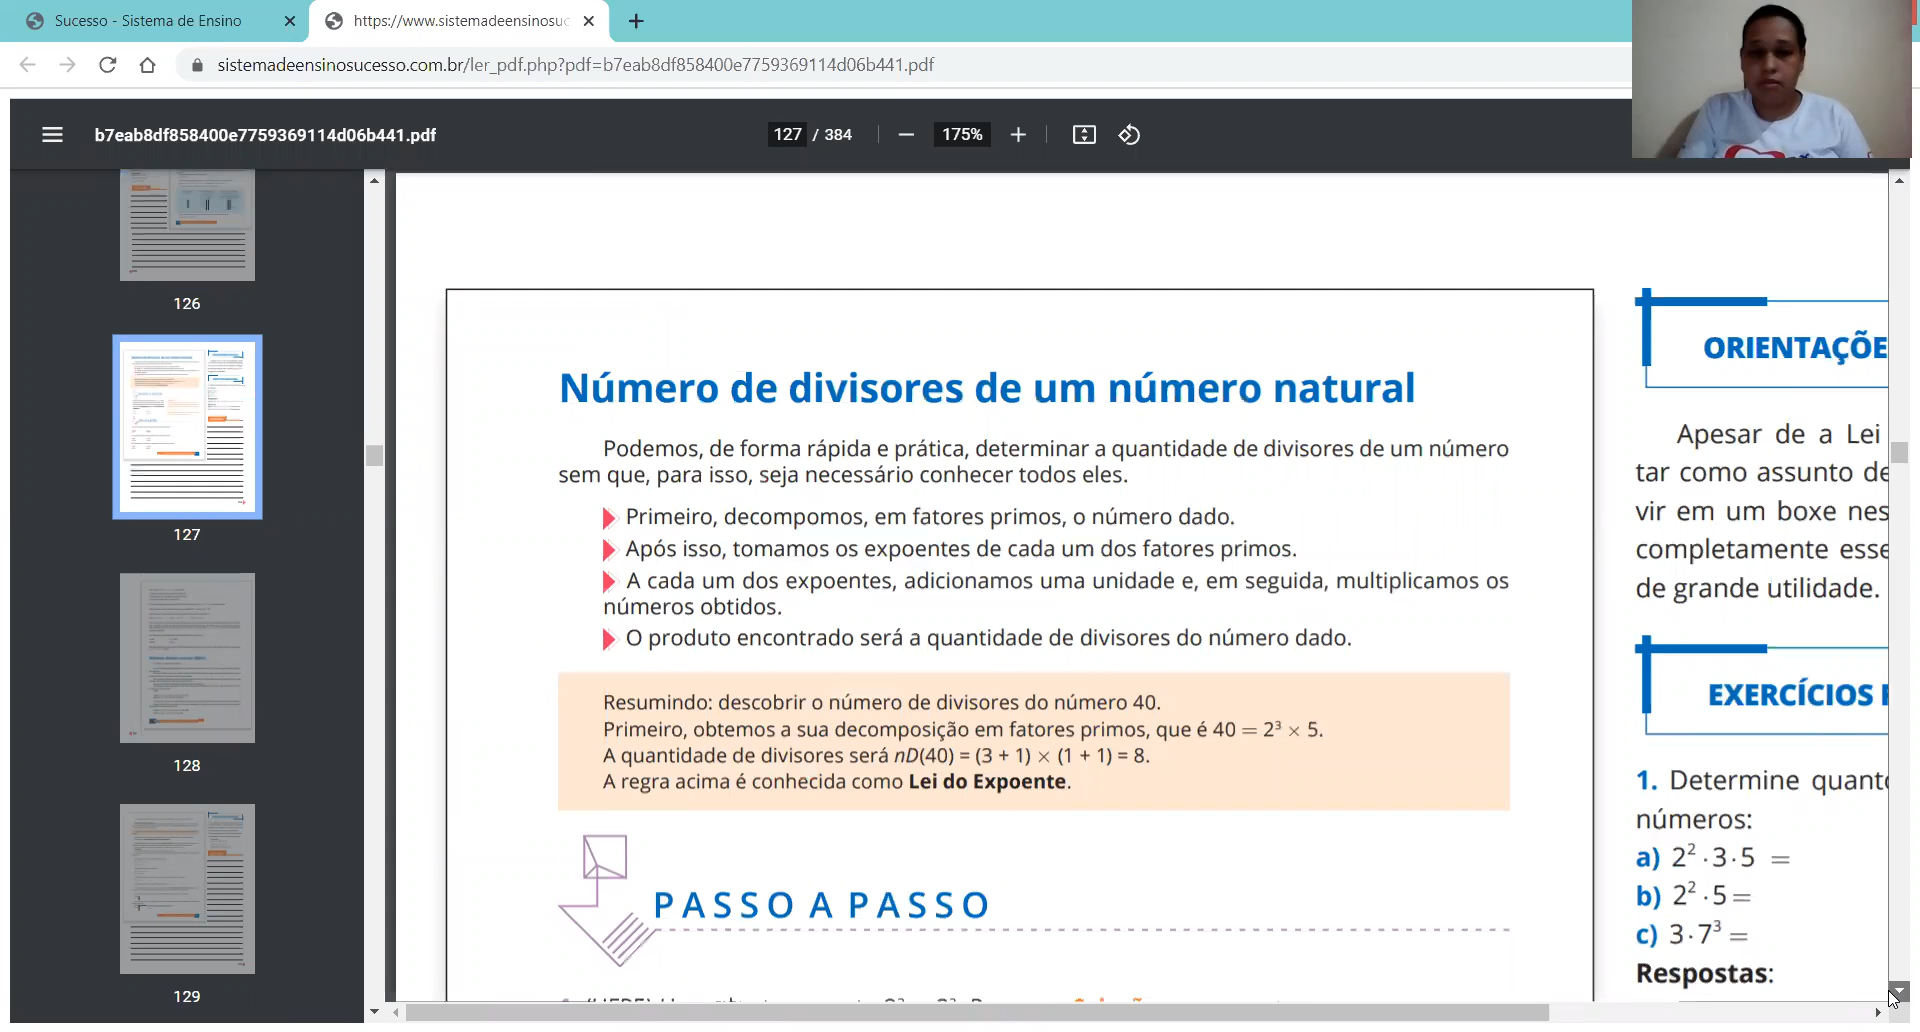 Sucesso - Sistema de Ensino
https://www.sistemadeensinosuc
sistemadeensinosucesso.com.br/ler_pdf.php?pdf=b7eab8df858400e7759369114d06b441.pdf
b7eab8df858400e7759369114d06b441.pdf
127 / 384
175%
126
127
128
129
Número de divisores de um número natural
Podemos, de forma rápida e prática, determinar a quantidade de divisores de um número
sem que, para isso, seja necessário conhecer todos eles.
Primeiro, decompomos, em fatores primos, o número dado.
Após isso, tomamos os expoentes de cada um dos fatores primos.
A cada um dos expoentes, adicionamos uma unidade e, em seguida, multiplicamos os
números obtidos.
O produto encontrado será a quantidade de divisores do número dado.
Resumindo: descobrir o número de divisores do número 40.
Primeiro, obtemos a sua decomposição em fatores primos, que é 40 = 2³ × 5.
A quantidade de divisores será nD(40) = (3 + 1) × (1 + 1) = 8.
A regra acima é conhecida como Lei do Expoente.
PASSO A PASSO
ORIENTAÇÕE
Apesar de a Lei
tar como assunto de
vir em um boxe nes
completamente esse
de grande utilidade.
EXERCÍCIOS
1. Determine quant
números:
a) 2² · 3 · 5 =
b) 2² · 5 =
c) 3 · 7³ =
Respostas: